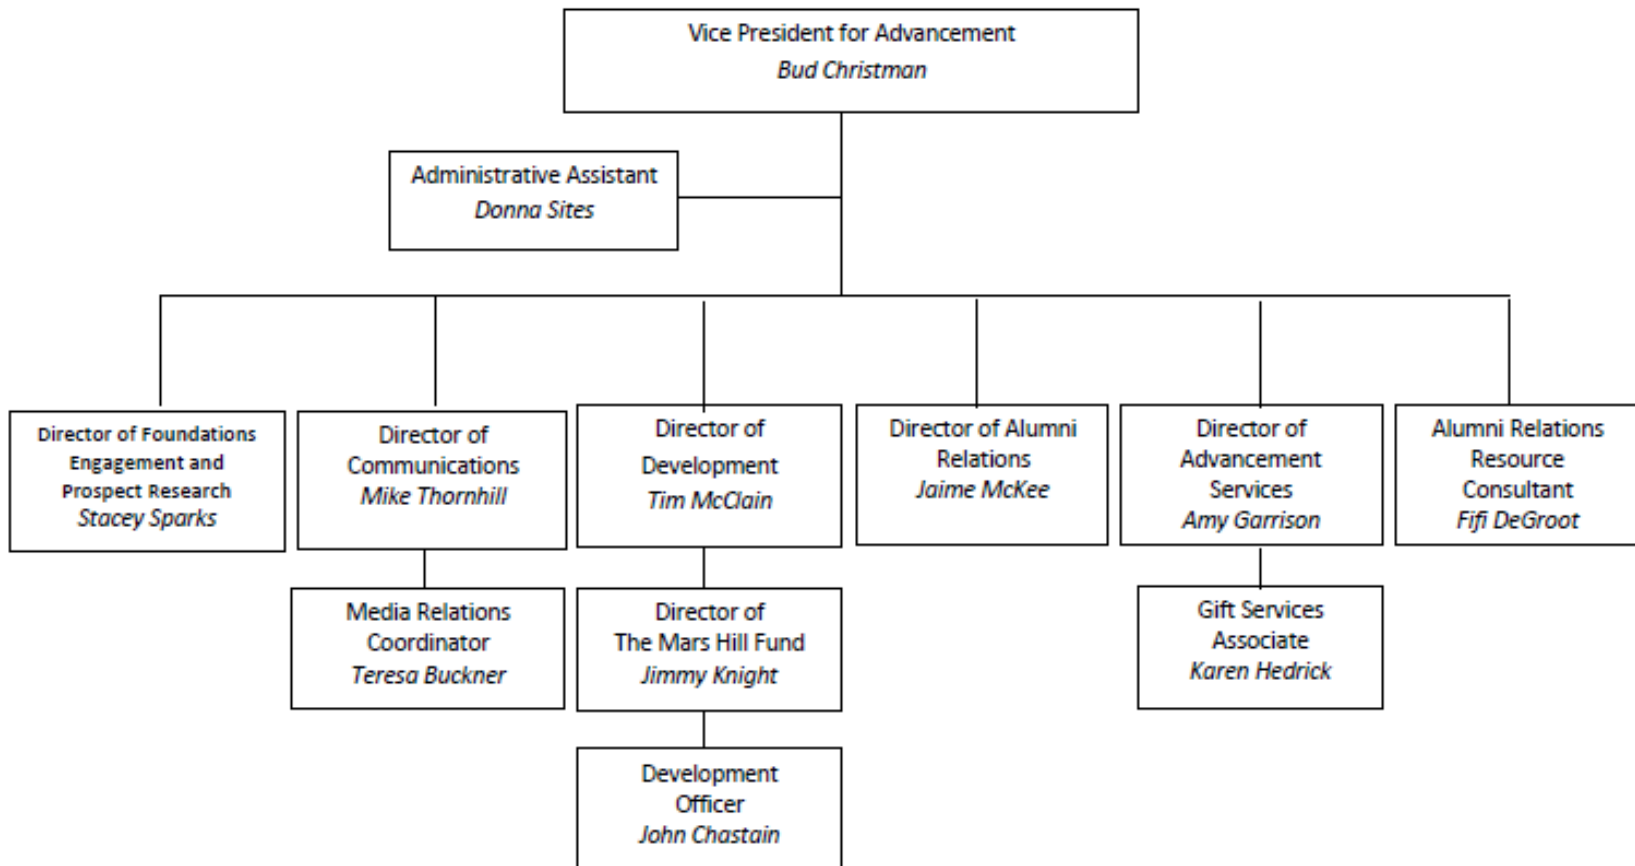 Vice President for Advancement
Bud Christman
Administrative Assistant
Donna Sites
Director of Foundations
Engagement and
Prospect Research
Stacey Sparks
Director of
Communications
Mike Thornhill
Director of
Development
Tim McClain
Director of Alumni
Relations
Jaime McKee
Director of
Advancement
Services
Amy Garrison
Alumni Relations
Resource
Consultant
Fifi DeGroot
Media Relations
Coordinator
Teresa Buckner
Director of
The Mars Hill Fund
Jimmy Knight
Gift Services
Associate
Karen Hedrick
Development
Officer
John Chastain